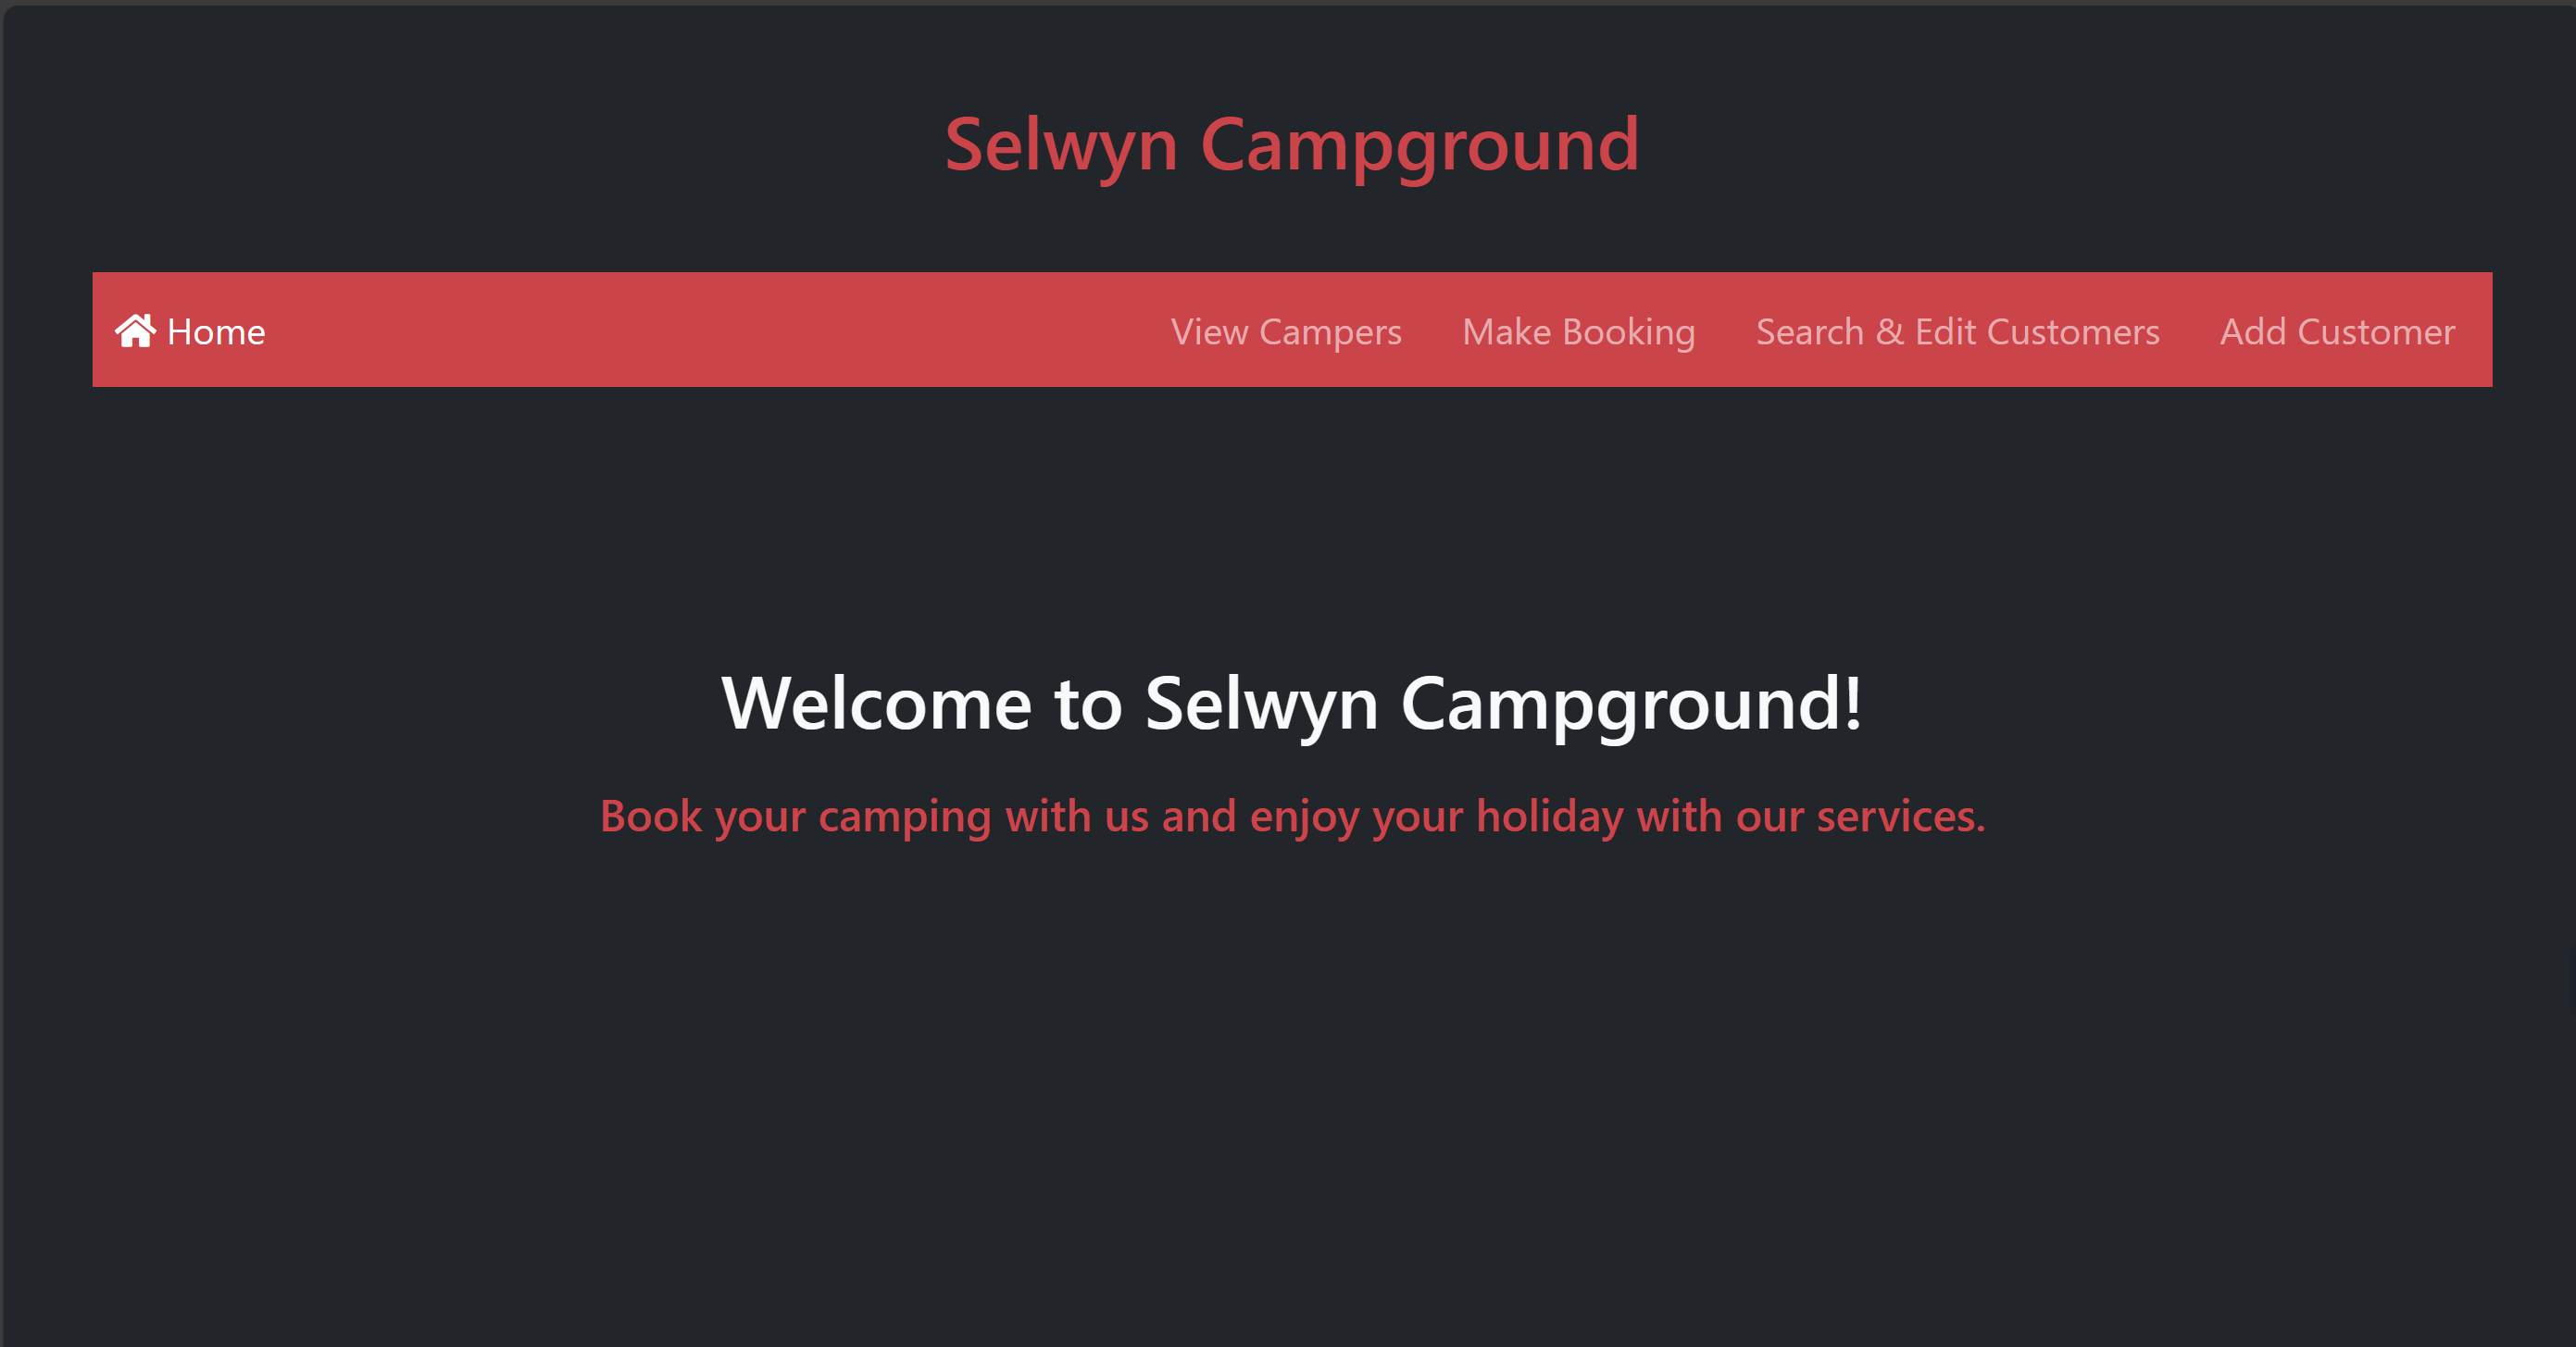 Selwyn Campground
Home View Campers Make Booking Search & Edit Customers Add Customer
Welcome to Selwyn Campground!
Book your camping with us and enjoy your holiday with our services.